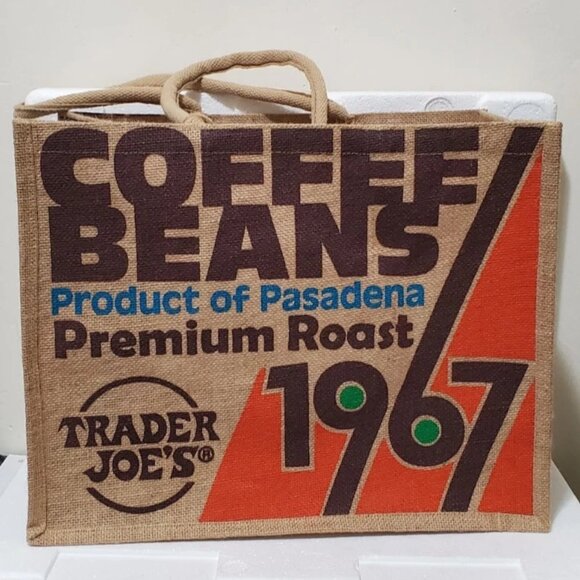 COFFEE
BEANS
Product of Pasadena
Premium Roast
1967
TRADER
JOE'S®